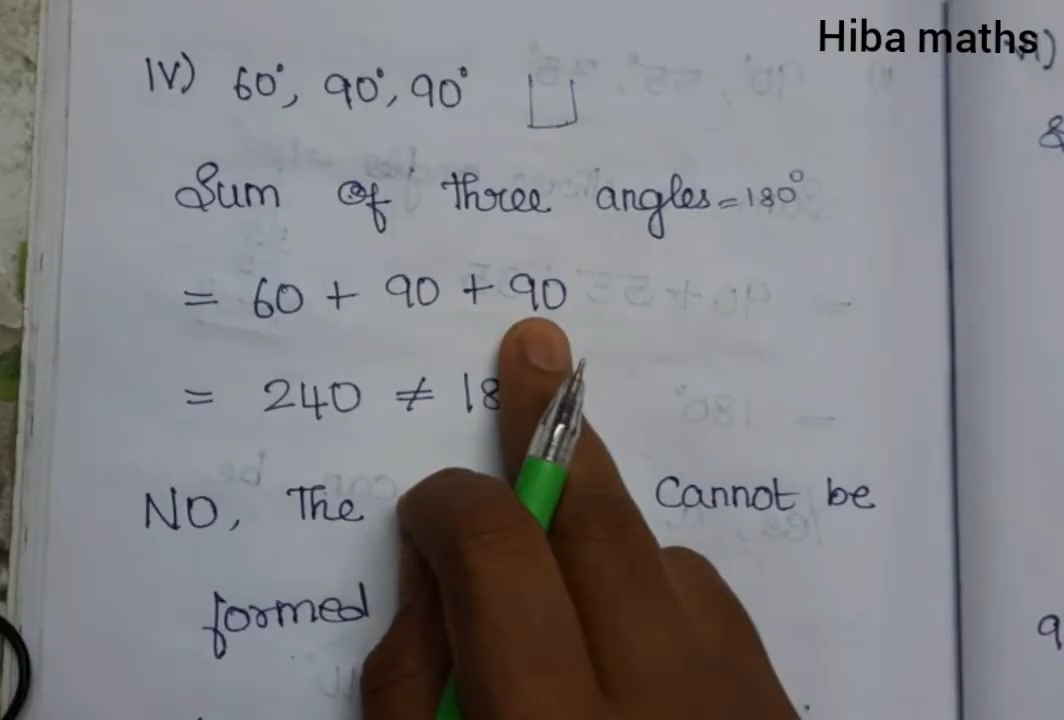 Hiba maths
IV) 60°, 90°, 90°
Sum of three angles = 180°
= 60 + 90 + 90
= 240 ≠ 18
NO, The Cannot be
formed